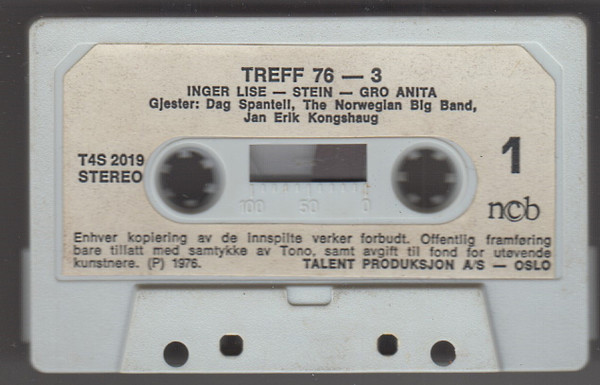 TREFF 76 — 3
INGER LISE — STEIN — GRO ANITA
Gjester: Dag Spantell, The Norwegian Big Band,
Jan Erik Kongshaug
T4S 2019
STEREO
1
ncb
100 50 0
Enhver kopiering av de innspilte verker forbudt. Offentlig framføring
bare tillatt med samtykke av Tono, samt avgift til fond for utøvende
kunstnere. (P) 1976. TALENT PRODUKSJON A/S — OSLO